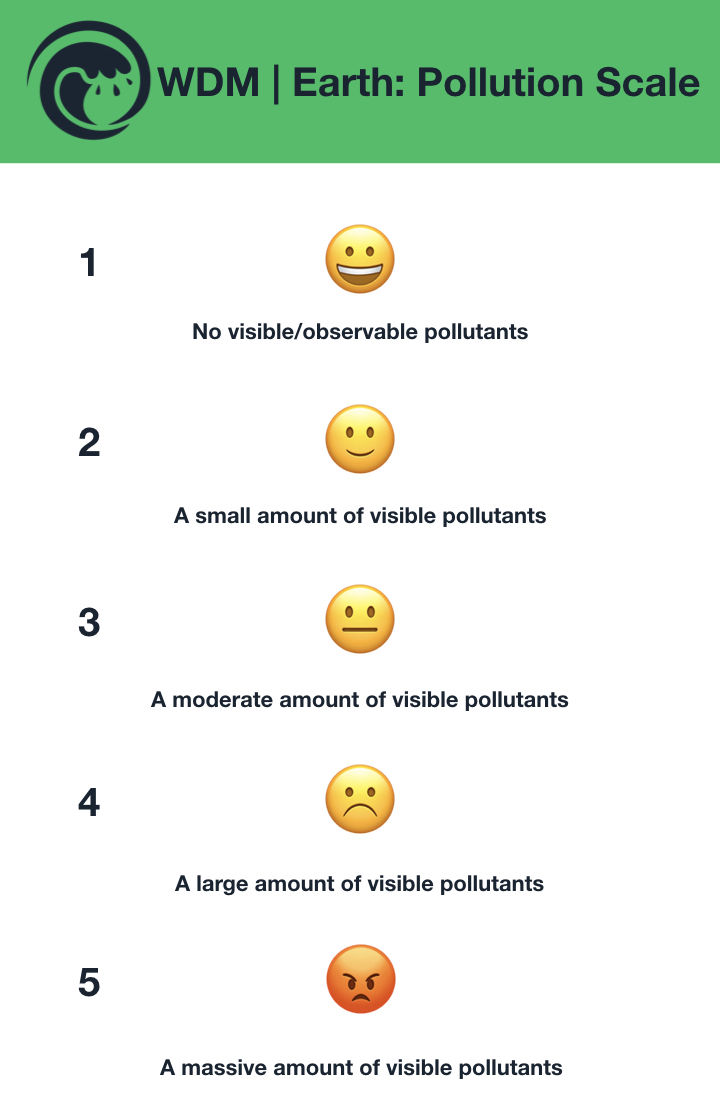 WDM | Earth: Pollution Scale
1
No visible/observable pollutants
2
A small amount of visible pollutants
3
A moderate amount of visible pollutants
4
A large amount of visible pollutants
5
A massive amount of visible pollutants